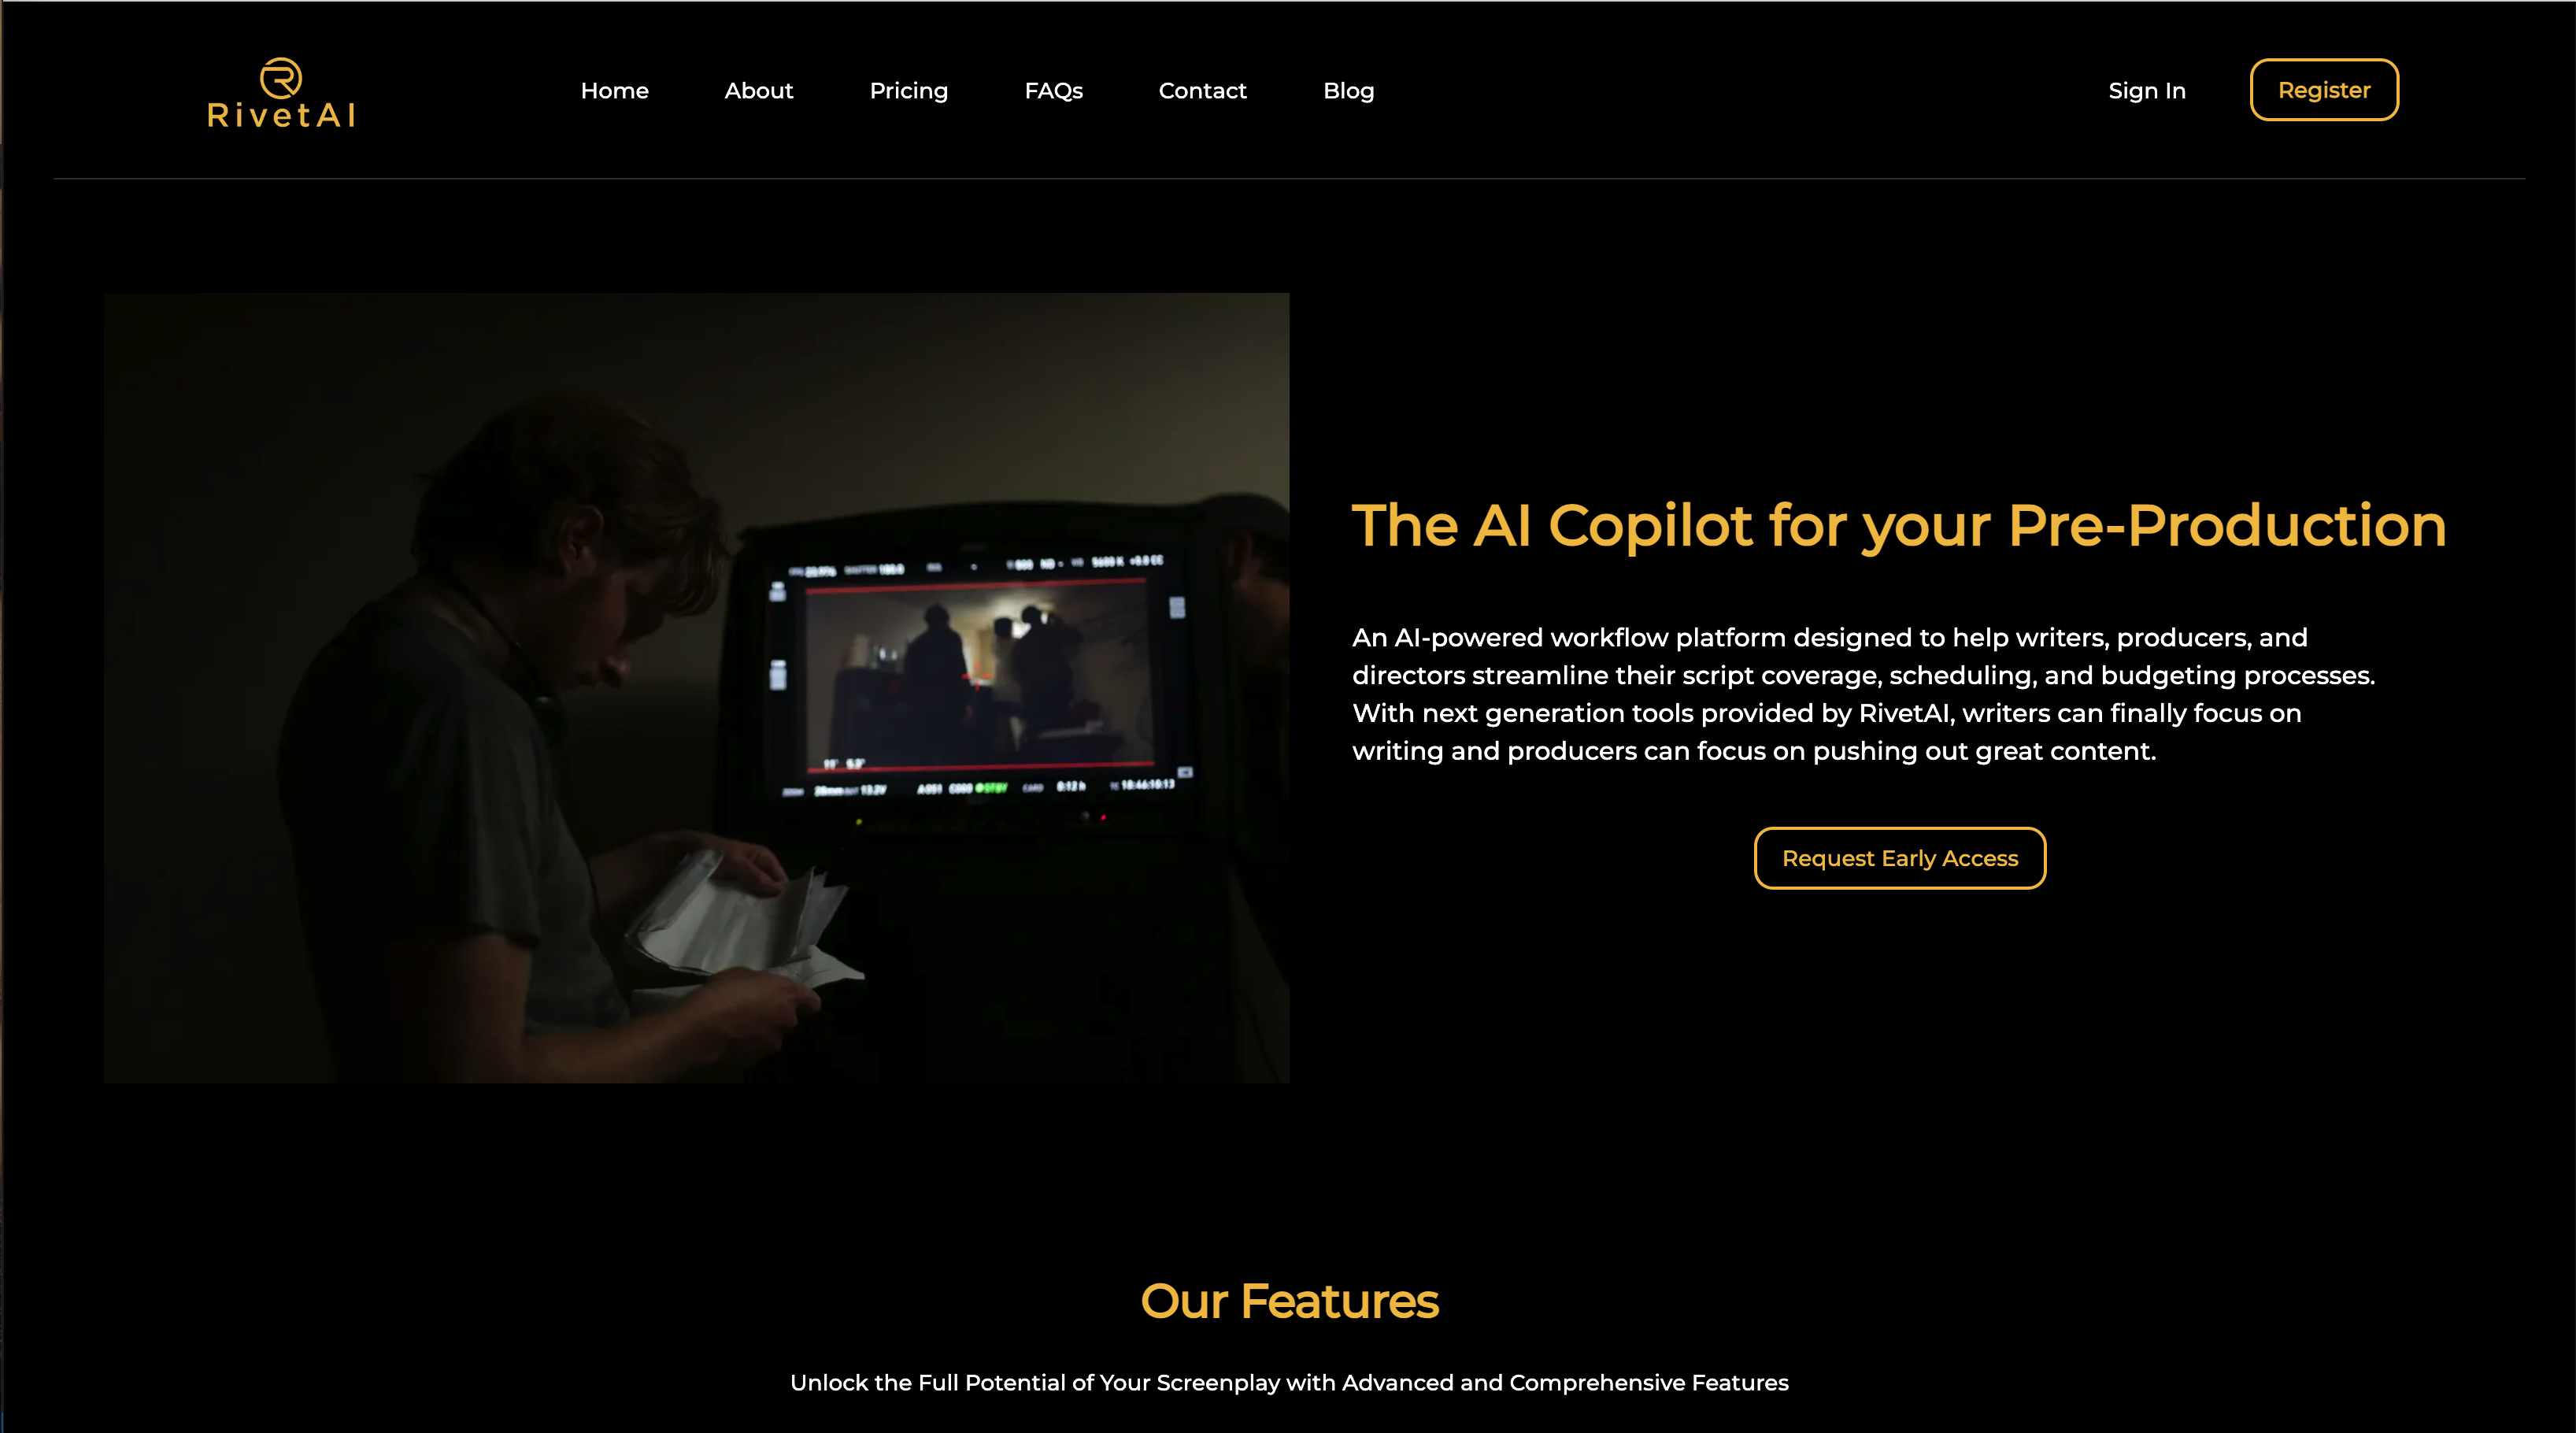 RivetAI
Home
About
Pricing
FAQs
Contact
Blog
Sign In
Register
The AI Copilot for your Pre-Production
An AI-powered workflow platform designed to help writers, producers, and
directors streamline their script coverage, scheduling, and budgeting processes.
With next generation tools provided by RivetAI, writers can finally focus on
writing and producers can focus on pushing out great content.
Request Early Access
Our Features
Unlock the Full Potential of Your Screenplay with Advanced and Comprehensive Features